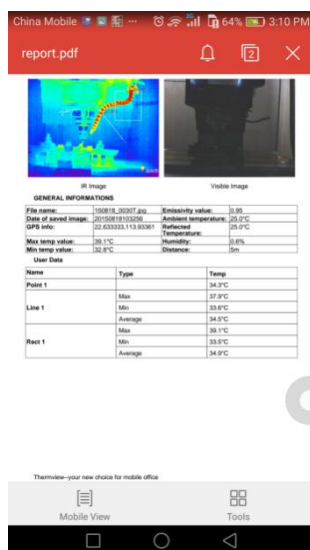 China Mobile ... 64% 3:10 PM
report.pdf 2
IR Image Visible Image
GENERAL INFORMATIONS
File name: 150818_00307.jpg Emissivity value: 0.95
Date of saved image: 20150818103256 Ambient temperature: 25.0°C
GPS info: 22.633333,113.93361 Reflected Temperature: 25.0°C
Max temp value: 39.1°C Humidity: 0.6%
Min temp value: 32.8°C Distance: 5m
User Data
Name Type Temp
Point 1 34.3°C
Max 37.9°C
Line 1 Min 33.6°C
Average 34.5°C
Max 39.1°C
Rect 1 Min 33.5°C
Average 34.9°C
Thermview--your new choice for mobile office
Mobile View Tools